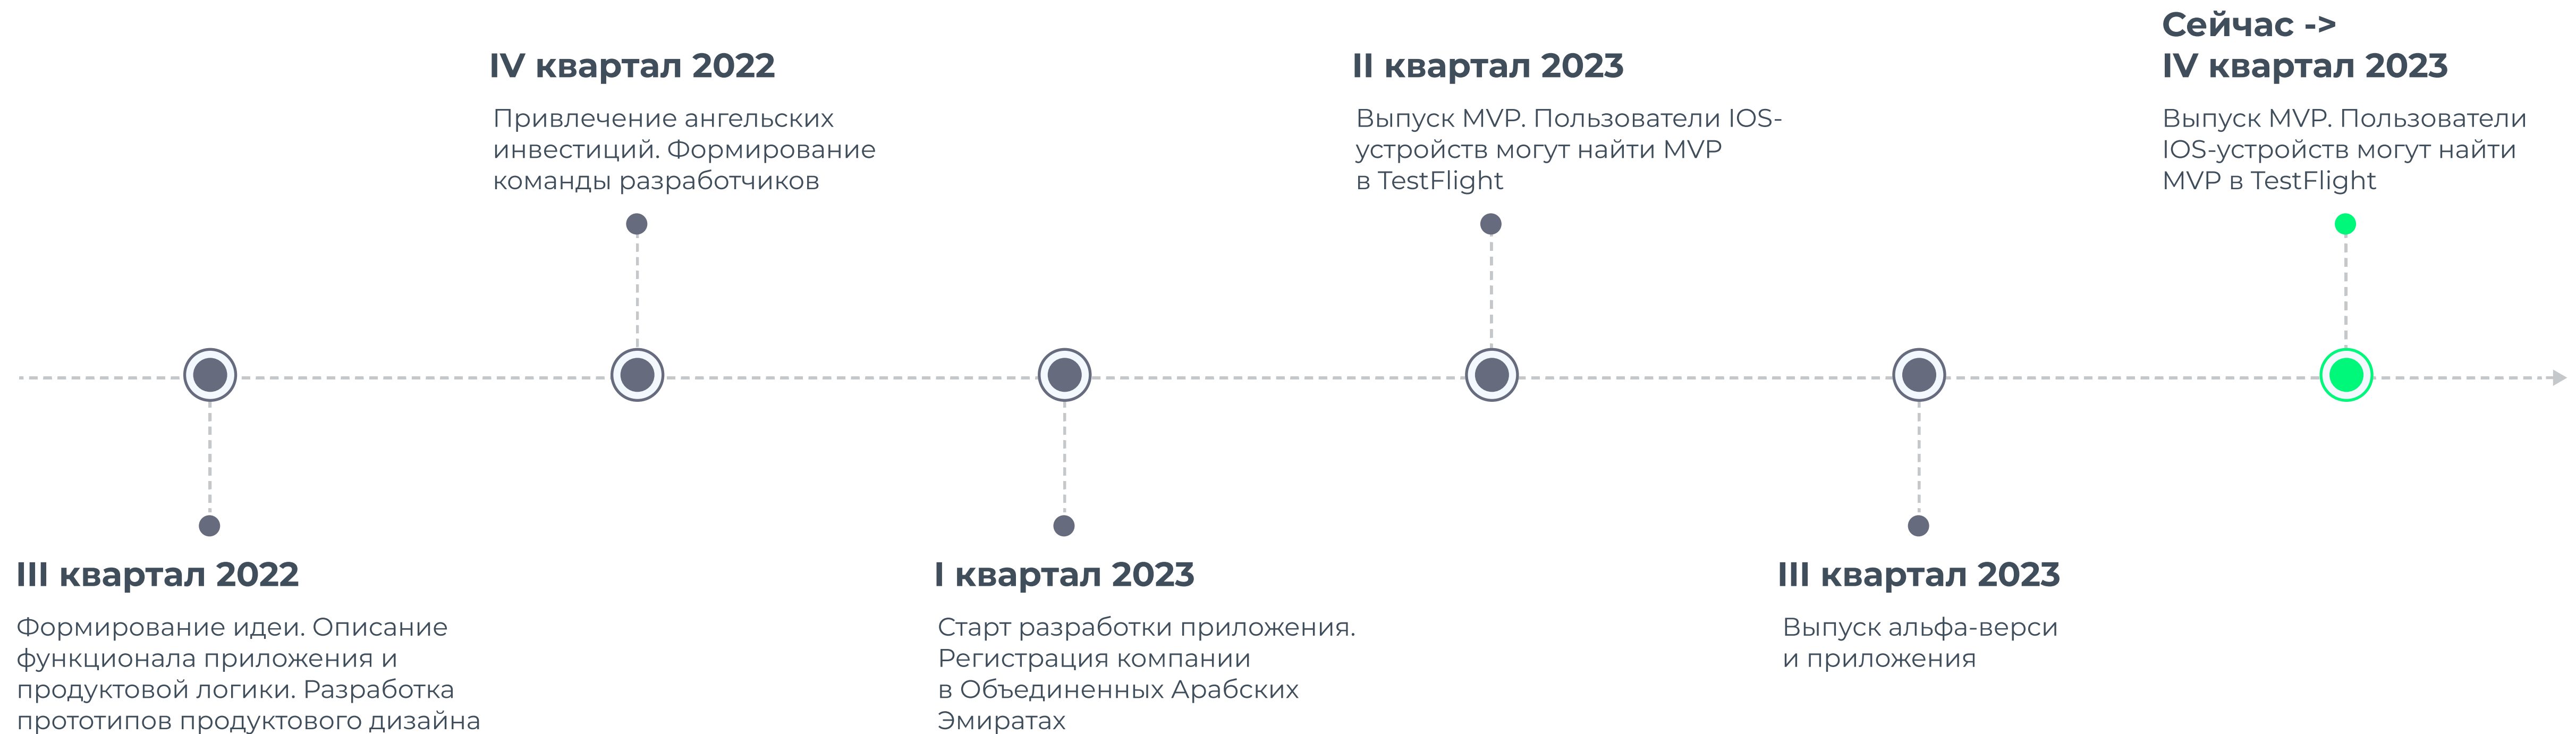 III квартал 2022
Формирование идеи. Описание
функционала приложения и
продуктовой логики. Разработка
прототипов продуктового дизайна
IV квартал 2022
Привлечение ангельских
инвестиций. Формирование
команды разработчиков
I квартал 2023
Старт разработки приложения.
Регистрация компании
в Объединенных Арабских
Эмиратах
II квартал 2023
Выпуск MVP. Пользователи IOS-
устройств могут найти MVP
в TestFlight
III квартал 2023
Выпуск альфа-верси
и приложения
Сейчас ->
IV квартал 2023
Выпуск MVP. Пользователи
IOS-устройств могут найти
MVP в TestFlight